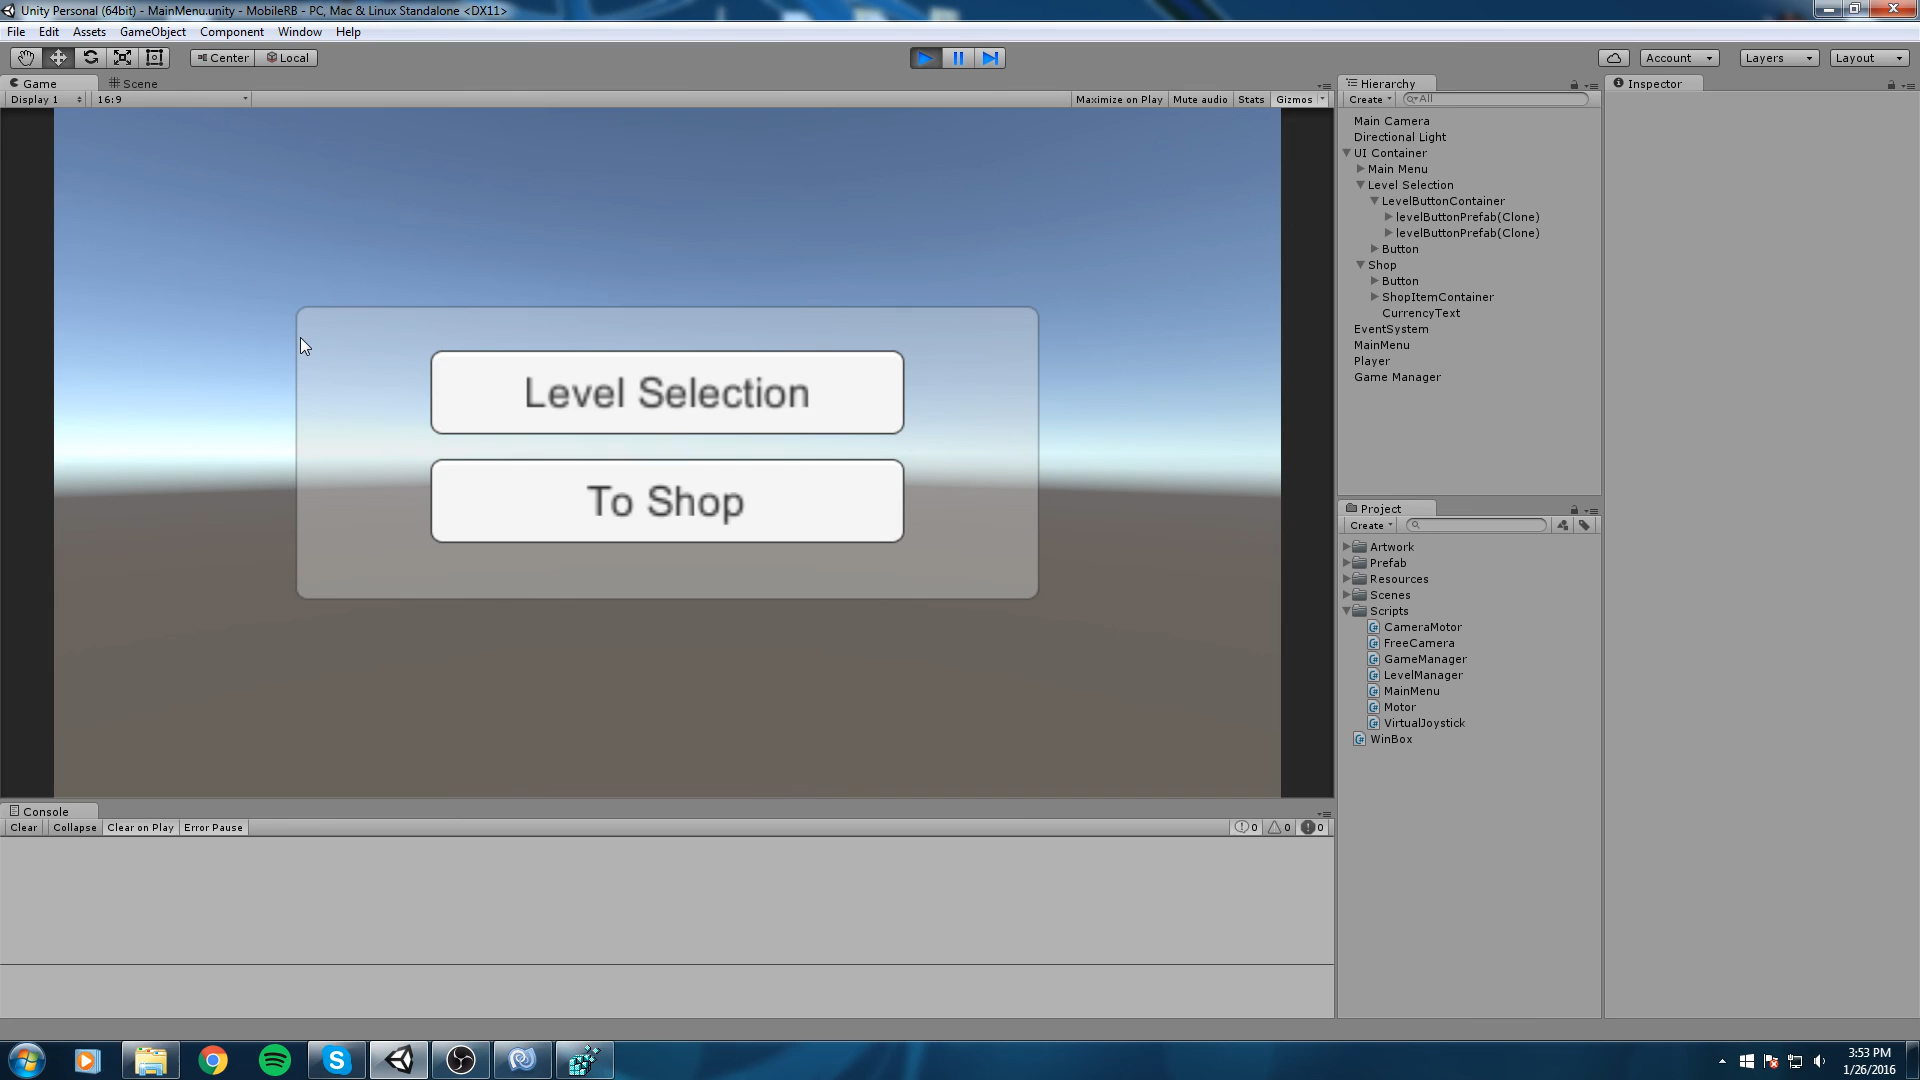 Unity Personal (64bit) - MainMenu.unity - MobileRB - PC, Mac & Linux Standalone <DX11>
File Edit Assets GameObject Component Window Help
Center Local Account Layers Layout
Game Scene
Display 1 16:9 Maximize on Play Mute audio Stats Gizmos
Level Selection
To Shop
Hierarchy
Create All
Main Camera
Directional Light
UI Container
Main Menu
Level Selection
LevelButtonContainer
levelButtonPrefab(Clone)
levelButtonPrefab(Clone)
Button
Shop
Button
ShopItemContainer
CurrencyText
EventSystem
MainMenu
Player
Game Manager
Inspector
Project
Create
Artwork
Prefab
Resources
Scenes
Scripts
CameraMotor
FreeCamera
GameManager
LevelManager
MainMenu
Motor
VirtualJoystick
WinBox
Console
Clear Collapse Clear on Play Error Pause 0 0 0
3:53 PM
1/26/2016